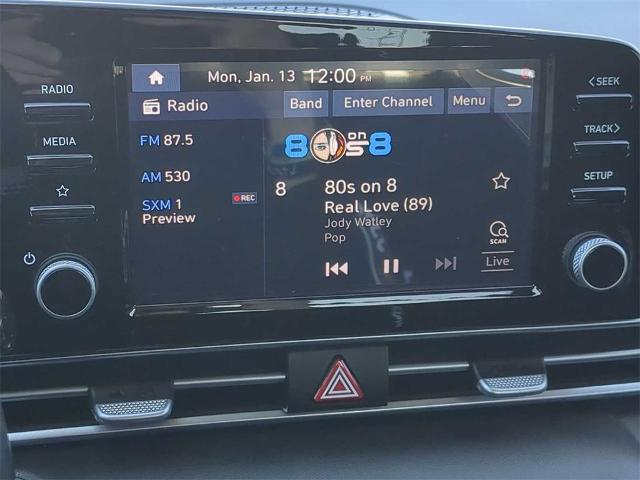 RADIO
MEDIA
Mon, Jan. 13 12:00 PM
Radio
Band
Enter Channel
Menu
FM 87.5
AM 530
SXM 1
Preview
REC
80s on 8
8
80s on 8
Real Love (89)
Jody Watley
Pop
SCAN
Live
SEEK
TRACK
SETUP